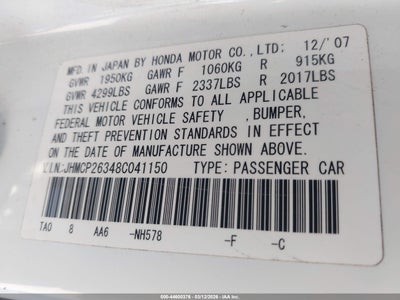 MFD. IN JAPAN BY HONDA MOTOR CO.,LTD: 12/'07
GVWR 1950KG GAWR F 1060KG R 915KG
GVWR 4299LBS GAWR F 2337LBS R 2017LBS
THIS VEHICLE CONFORMS TO ALL APPLICABLE
FEDERAL MOTOR VEHICLE SAFETY , BUMPER,
AND THEFT PREVENTION STANDARDS IN EFFECT
ON THE DATE OF MANUFACTURE SHOWN ABOVE.
V.I.N:JHMCP26348C041150 TYPE: PASSENGER CAR
TA0 8 AA6 -NH578 -F -C
500-44600376 - 03/12/2026 - IAA Inc.